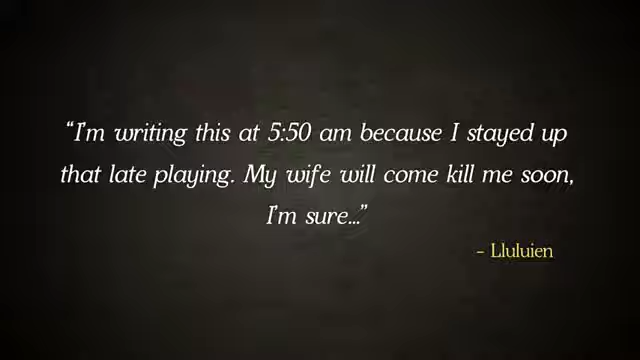 “I'm writing this at 5:50 am because I stayed up
that late playing. My wife will come kill me soon,
I'm sure...”
- Lluluien